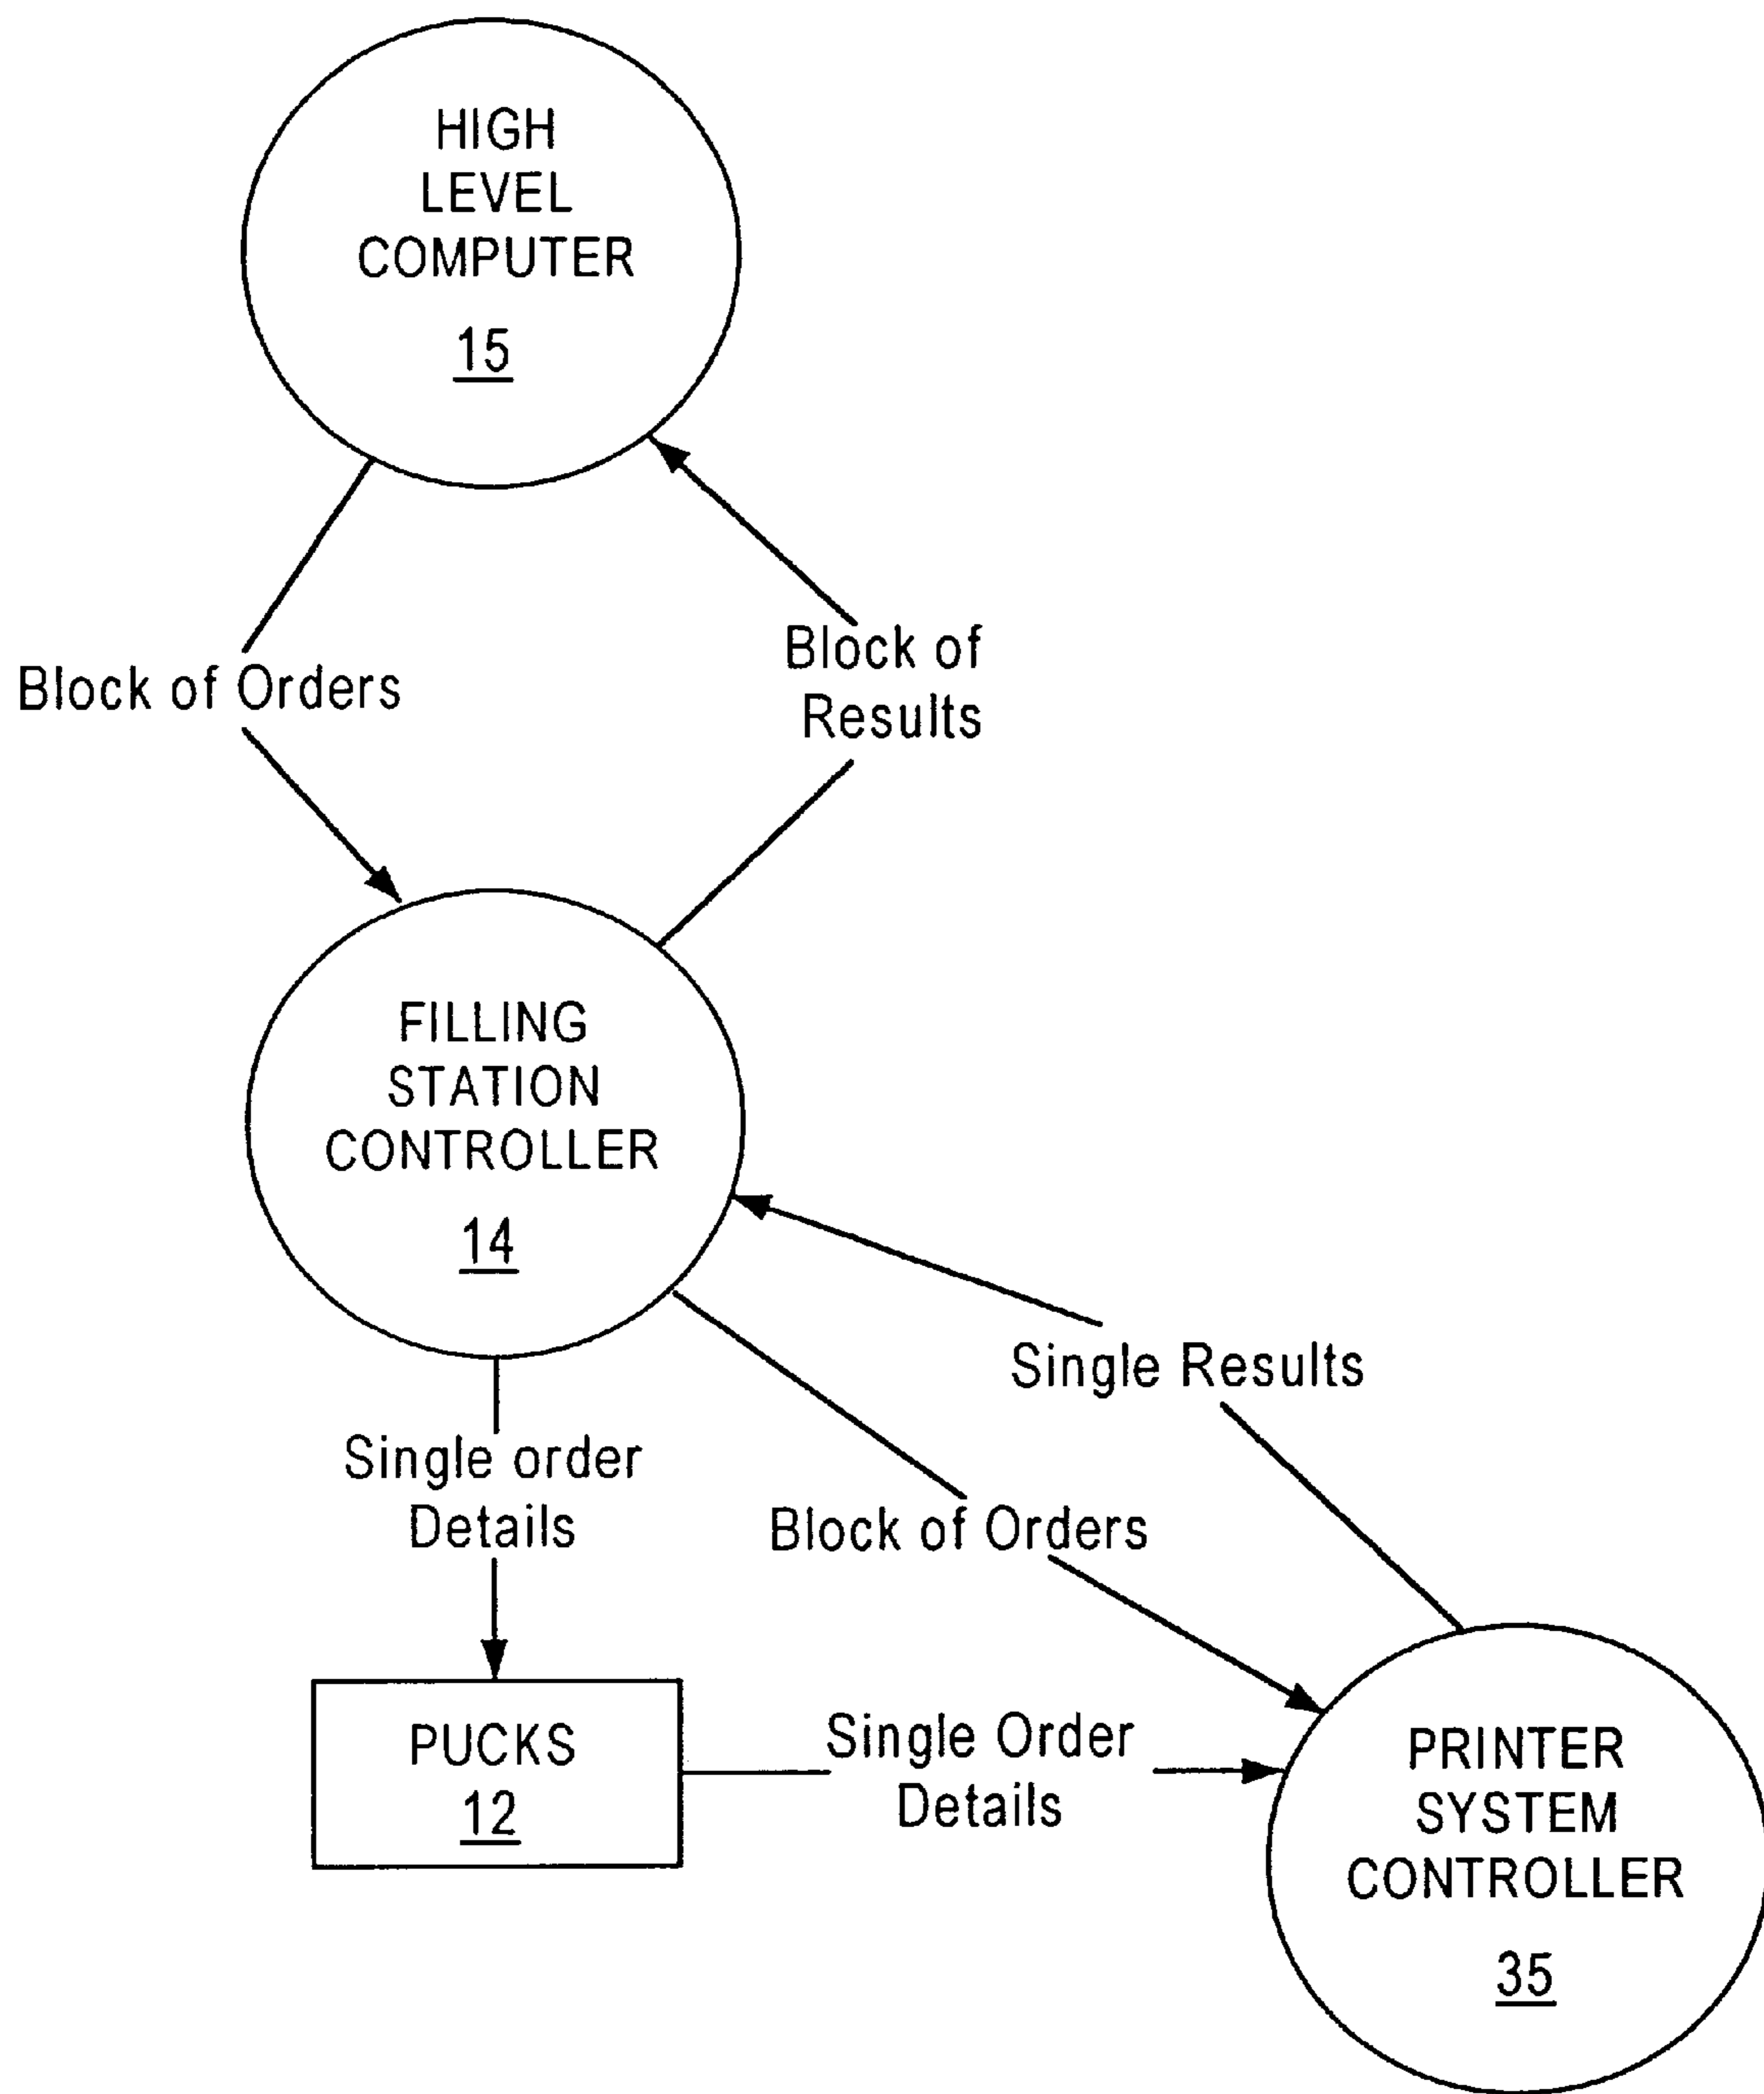 HIGH
LEVEL
COMPUTER
15
Block of Orders
Block of
Results
FILLING
STATION
CONTROLLER
14
Single Results
Single order
Details
Block of Orders
PUCKS
12
Single Order
Details
PRINTER
SYSTEM
CONTROLLER
35